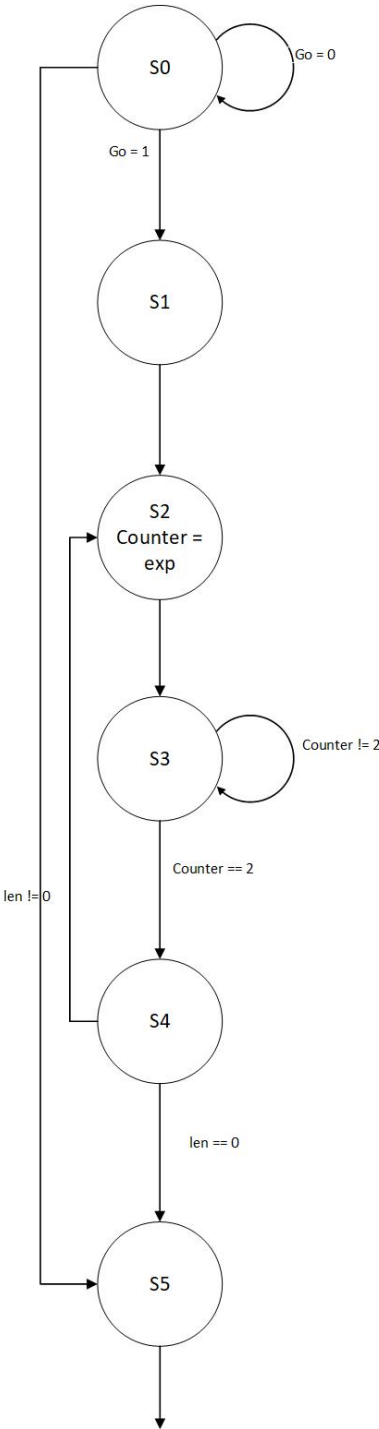 S0
Go = 0
Go = 1
S1
S2
Counter =
exp
Counter != 2
S3
Counter == 2
len != 0
S4
len == 0
S5